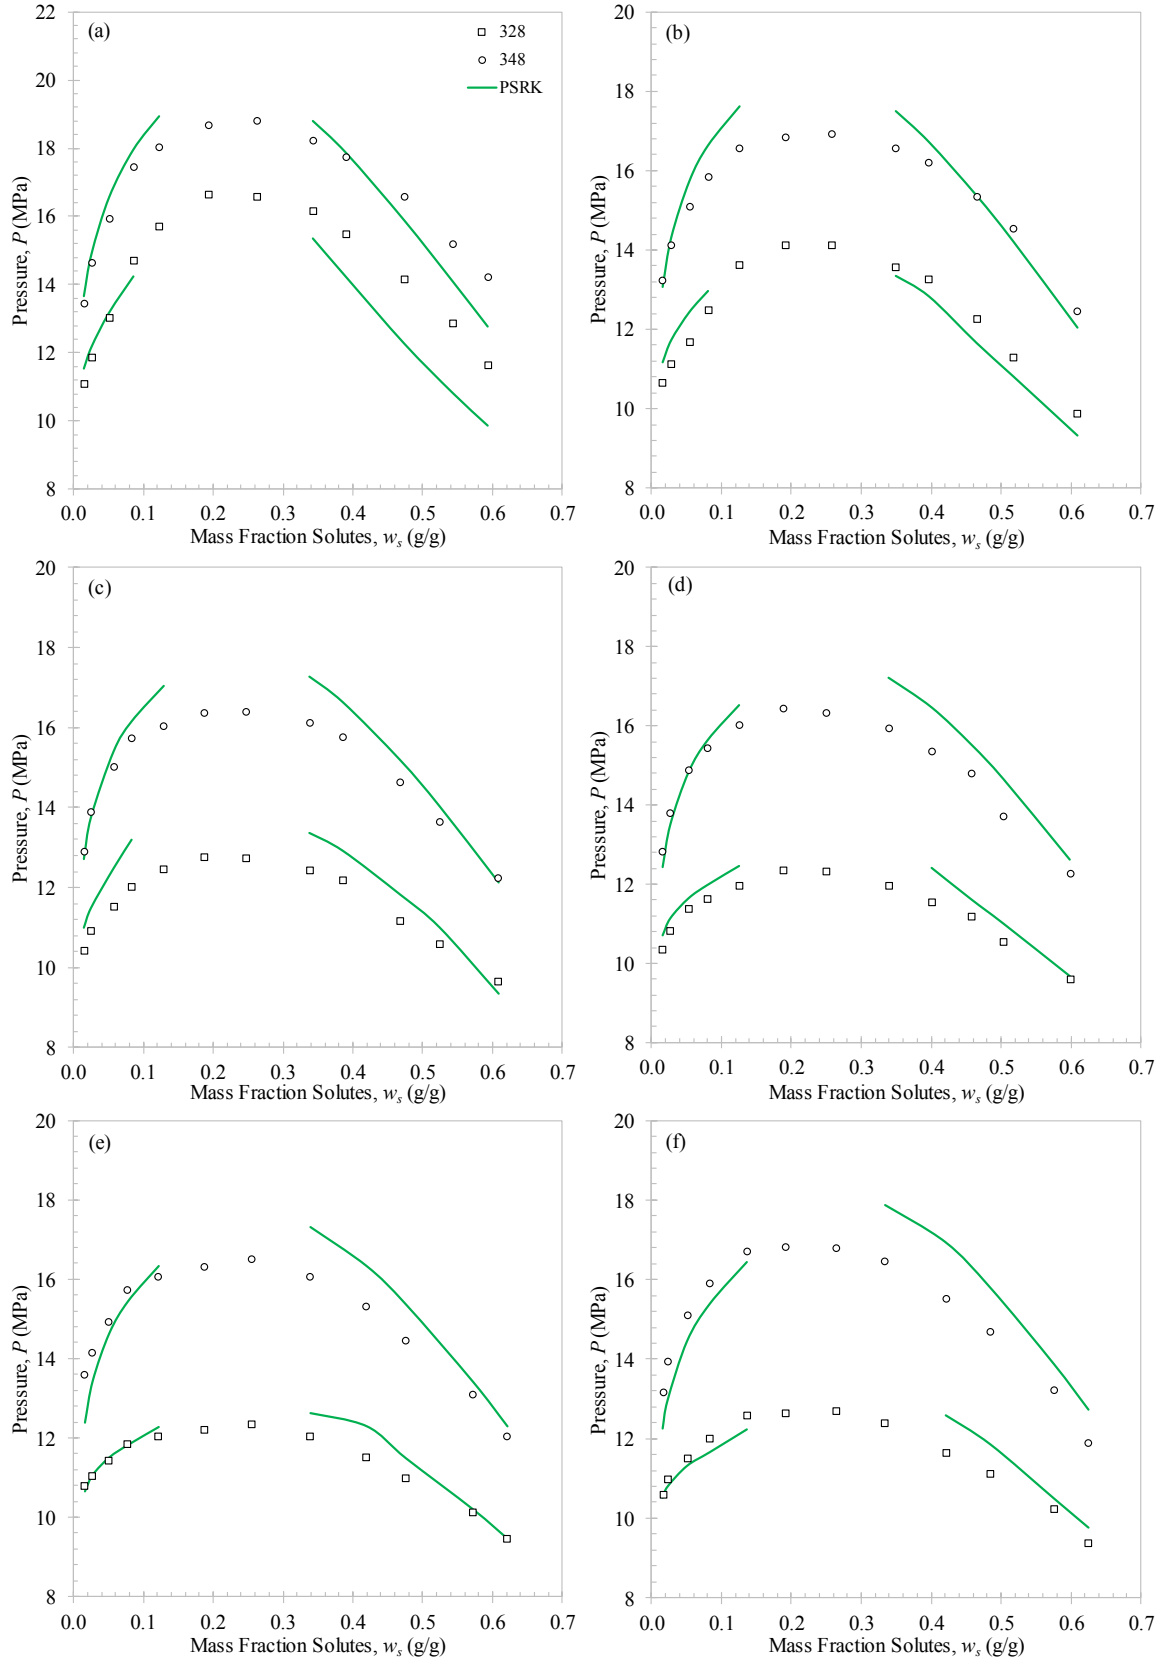 (a)
328
348
PSRK
22
20
18
16
14
12
10
8
Pressure, P (MPa)
0.0 0.1 0.2 0.3 0.4 0.5 0.6 0.7
Mass Fraction Solutes, wₛ (g/g)
(b)
20
18
16
14
12
10
8
Pressure, P (MPa)
0.0 0.1 0.2 0.3 0.4 0.5 0.6 0.7
Mass Fraction Solutes, wₛ (g/g)
(c)
20
18
16
14
12
10
8
Pressure, P (MPa)
0.0 0.1 0.2 0.3 0.4 0.5 0.6 0.7
Mass Fraction Solutes, wₛ (g/g)
(d)
20
18
16
14
12
10
8
Pressure, P (MPa)
0.0 0.1 0.2 0.3 0.4 0.5 0.6 0.7
Mass Fraction Solutes, wₛ (g/g)
(e)
20
18
16
14
12
10
8
Pressure, P (MPa)
0.0 0.1 0.2 0.3 0.4 0.5 0.6 0.7
Mass Fraction Solutes, wₛ (g/g)
(f)
20
18
16
14
12
10
8
Pressure, P (MPa)
0.0 0.1 0.2 0.3 0.4 0.5 0.6 0.7
Mass Fraction Solutes, wₛ (g/g)